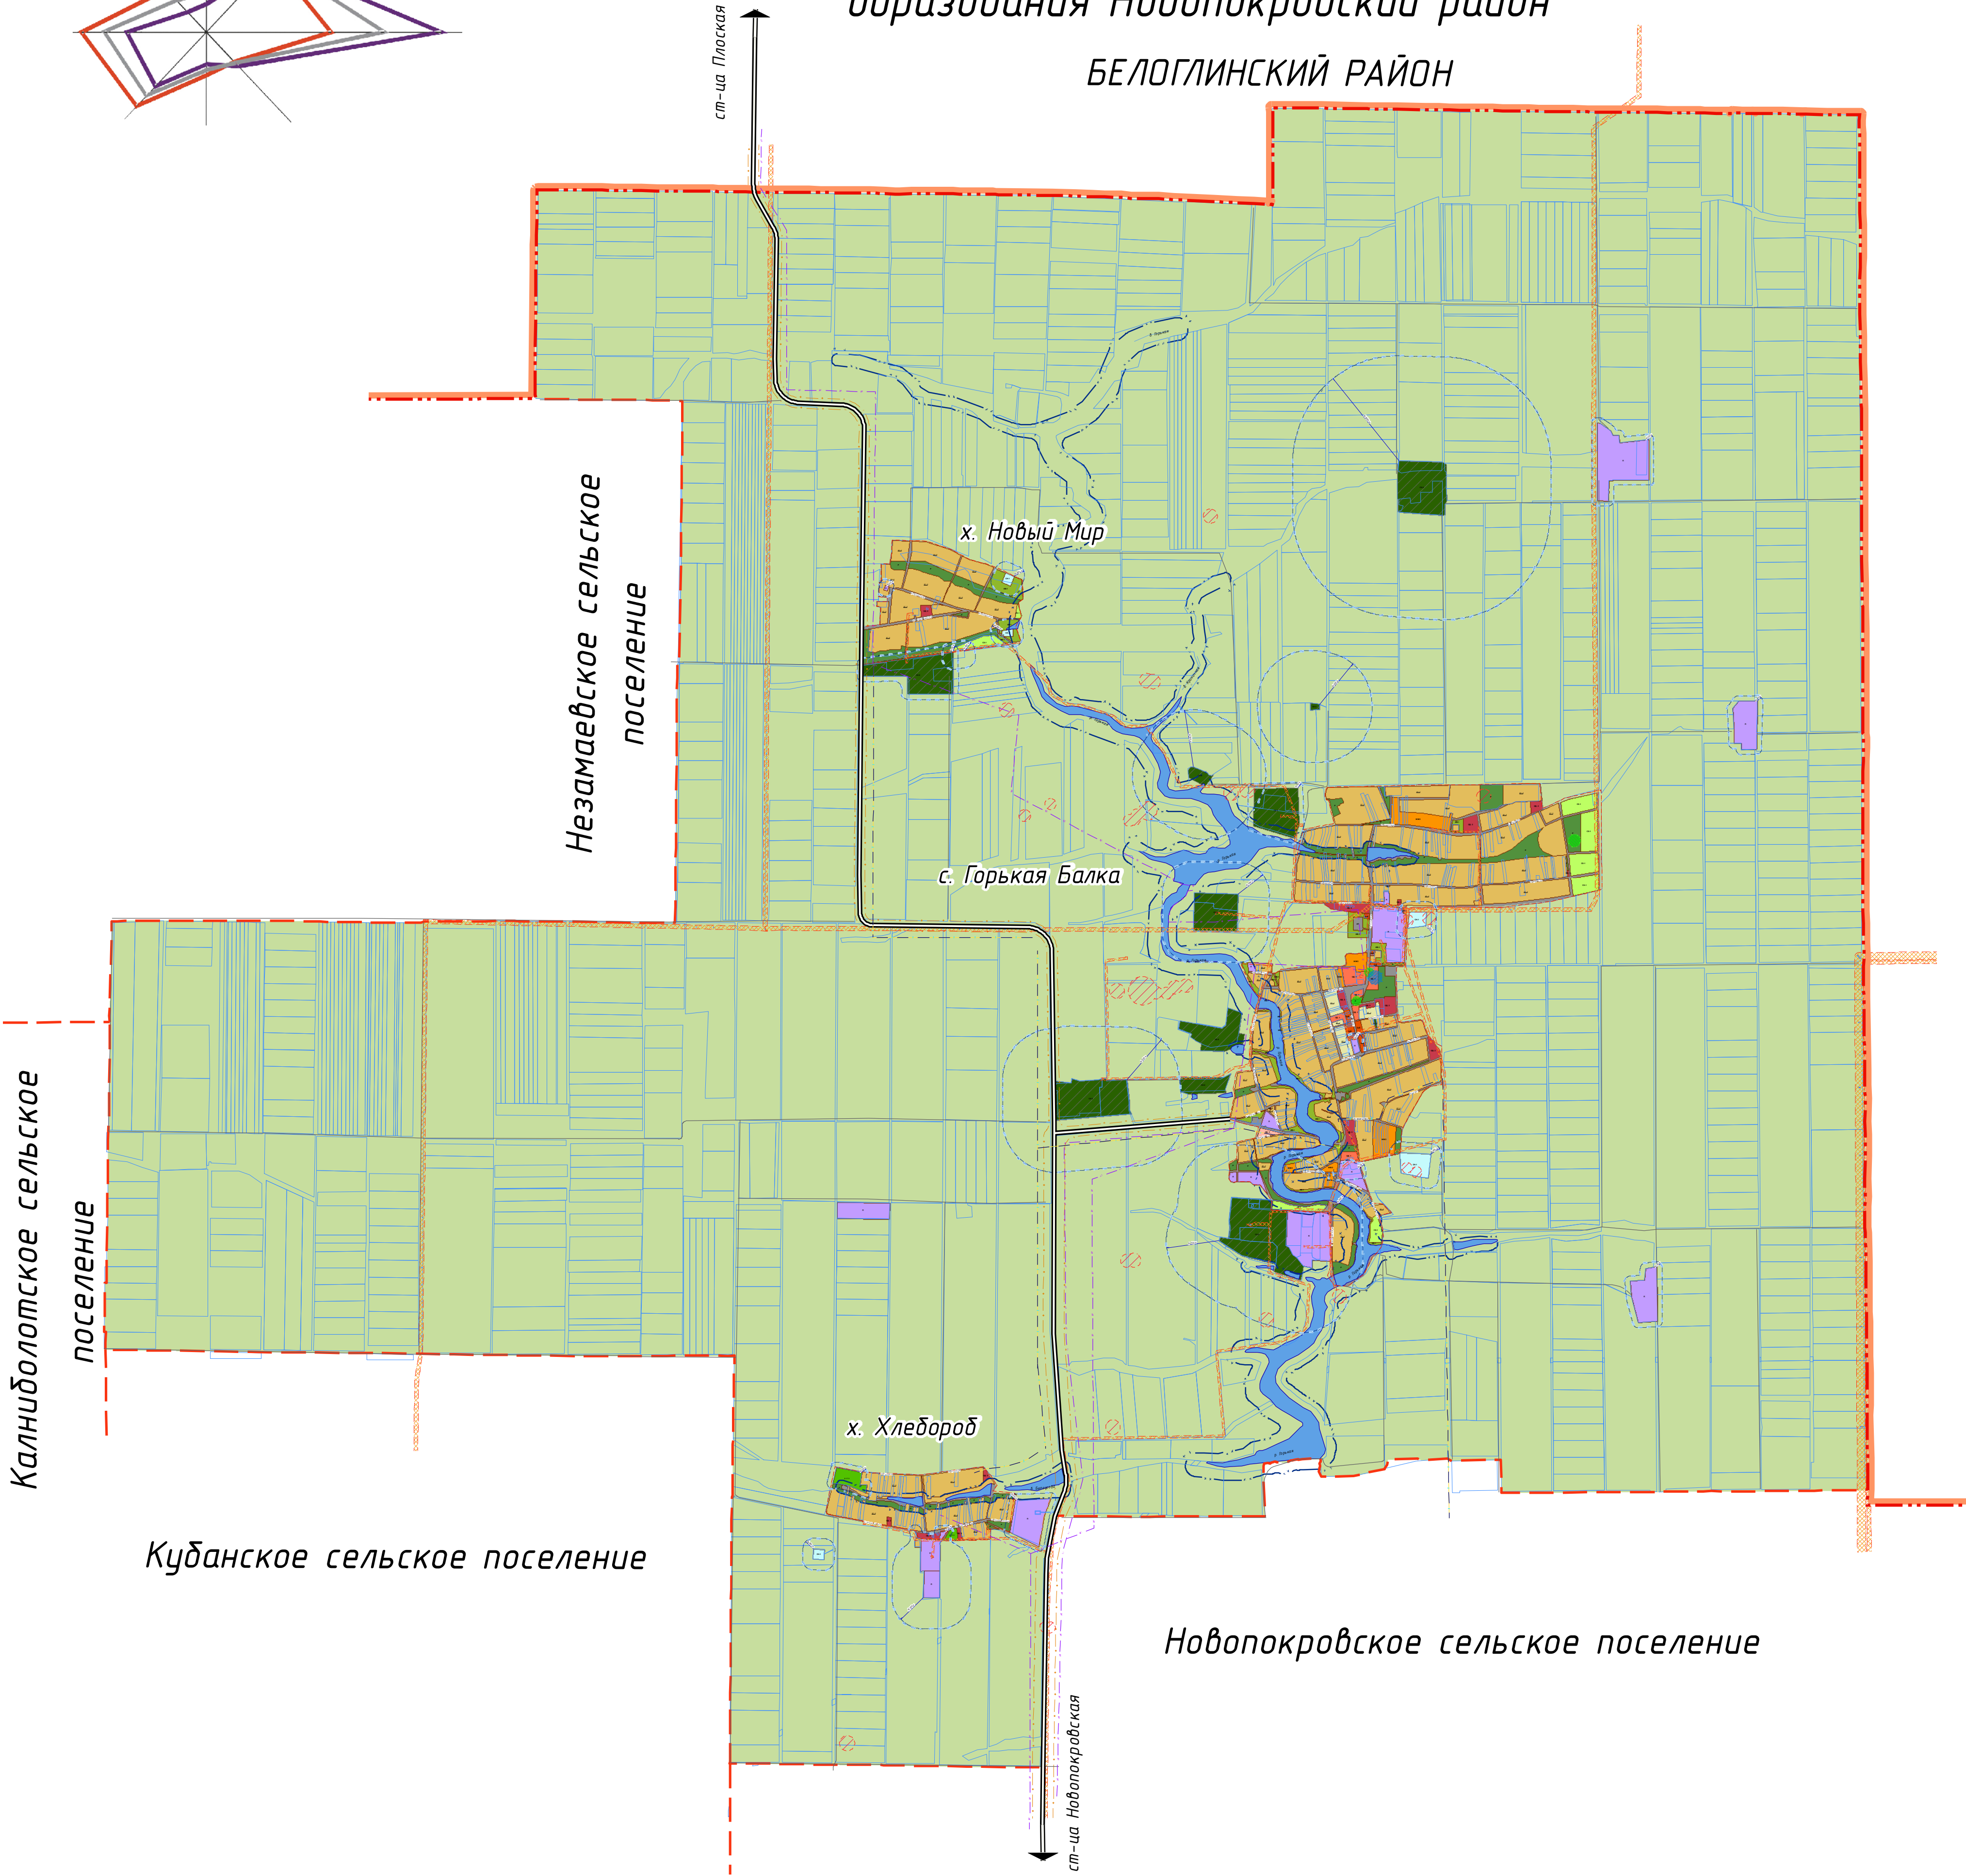 образования Новопокровский район
БЕЛОГЛИНСКИЙ РАЙОН
ст-ца Плоская
Незамаевское сельское
поселение
х. Новый Мир
с. Горькая Балка
Калниболотское сельское
поселение
х. Хлебороб
Кубанское сельское поселение
Новопокровское сельское поселение
ст-ца Новопокровская